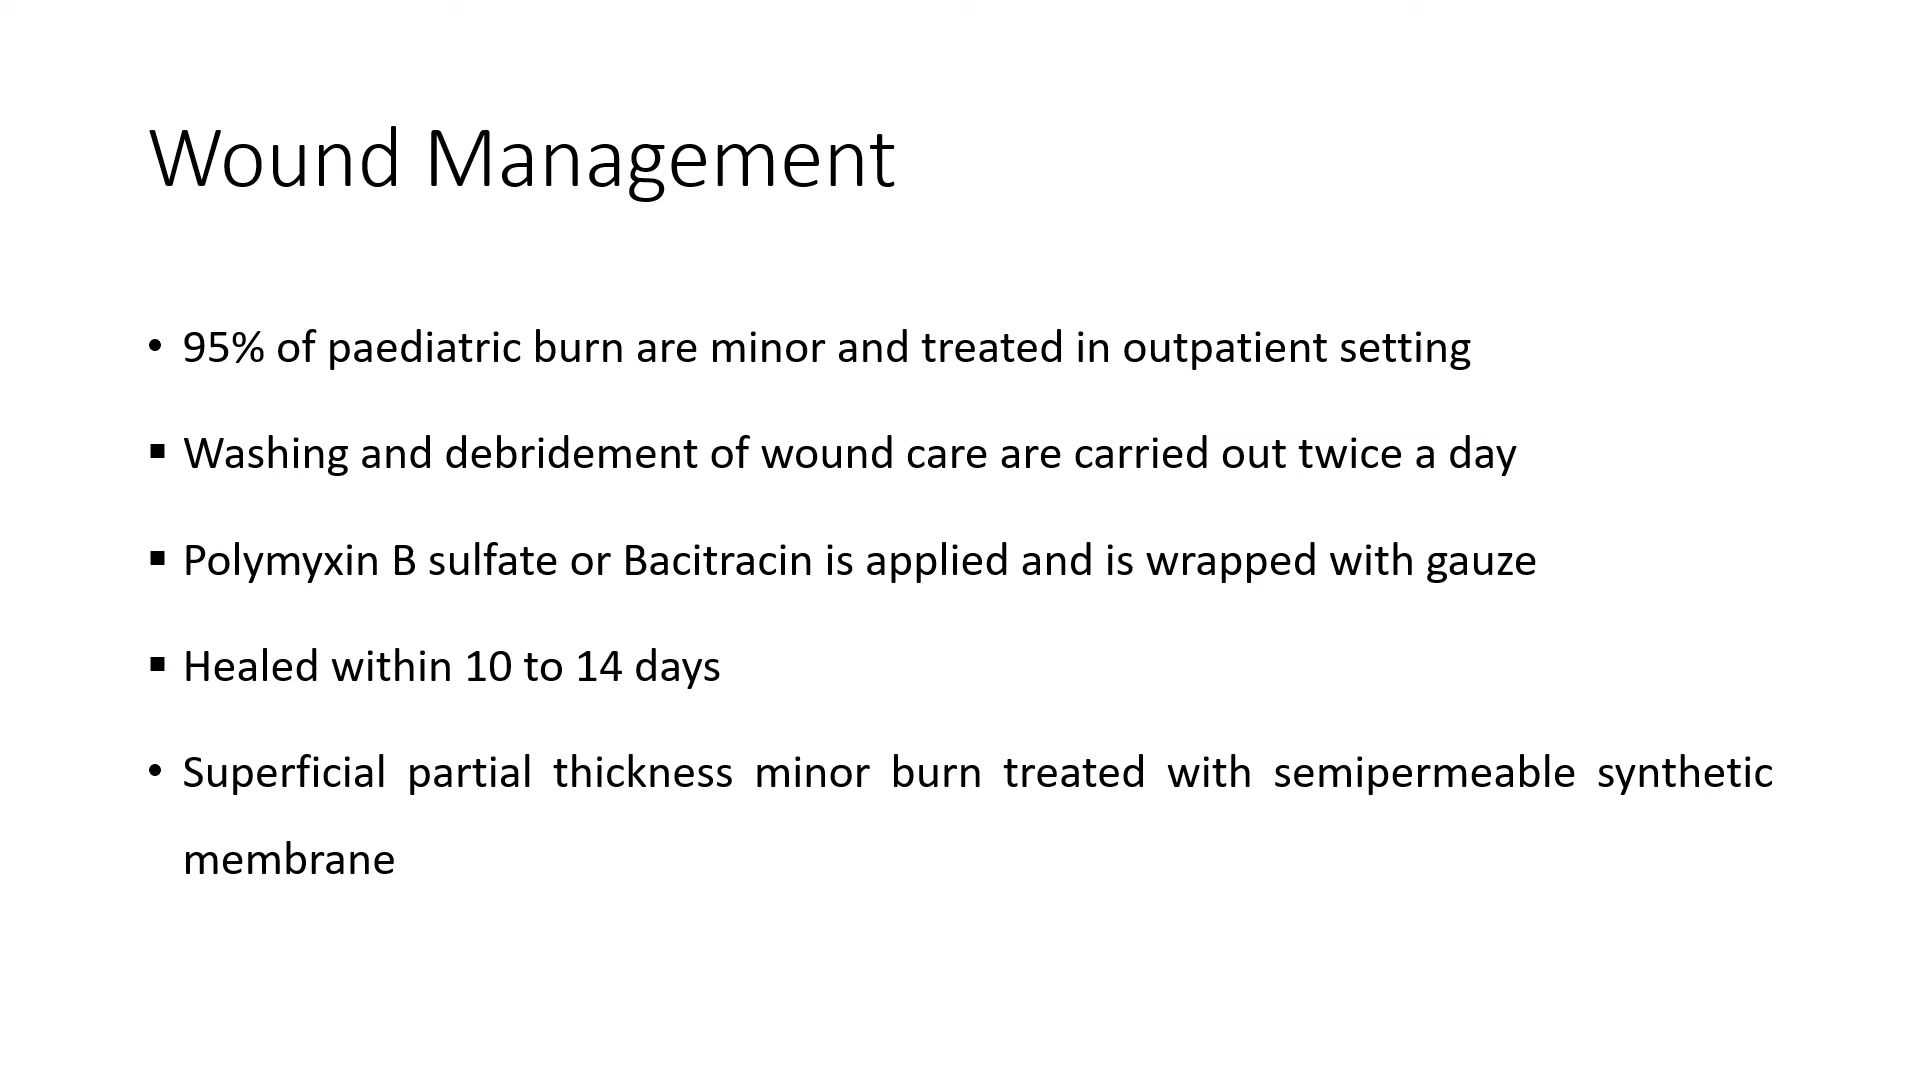 Wound Management
• 95% of paediatric burn are minor and treated in outpatient setting
▪ Washing and debridement of wound care are carried out twice a day
▪ Polymyxin B sulfate or Bacitracin is applied and is wrapped with gauze
▪ Healed within 10 to 14 days
• Superficial partial thickness minor burn treated with semipermeable synthetic
membrane